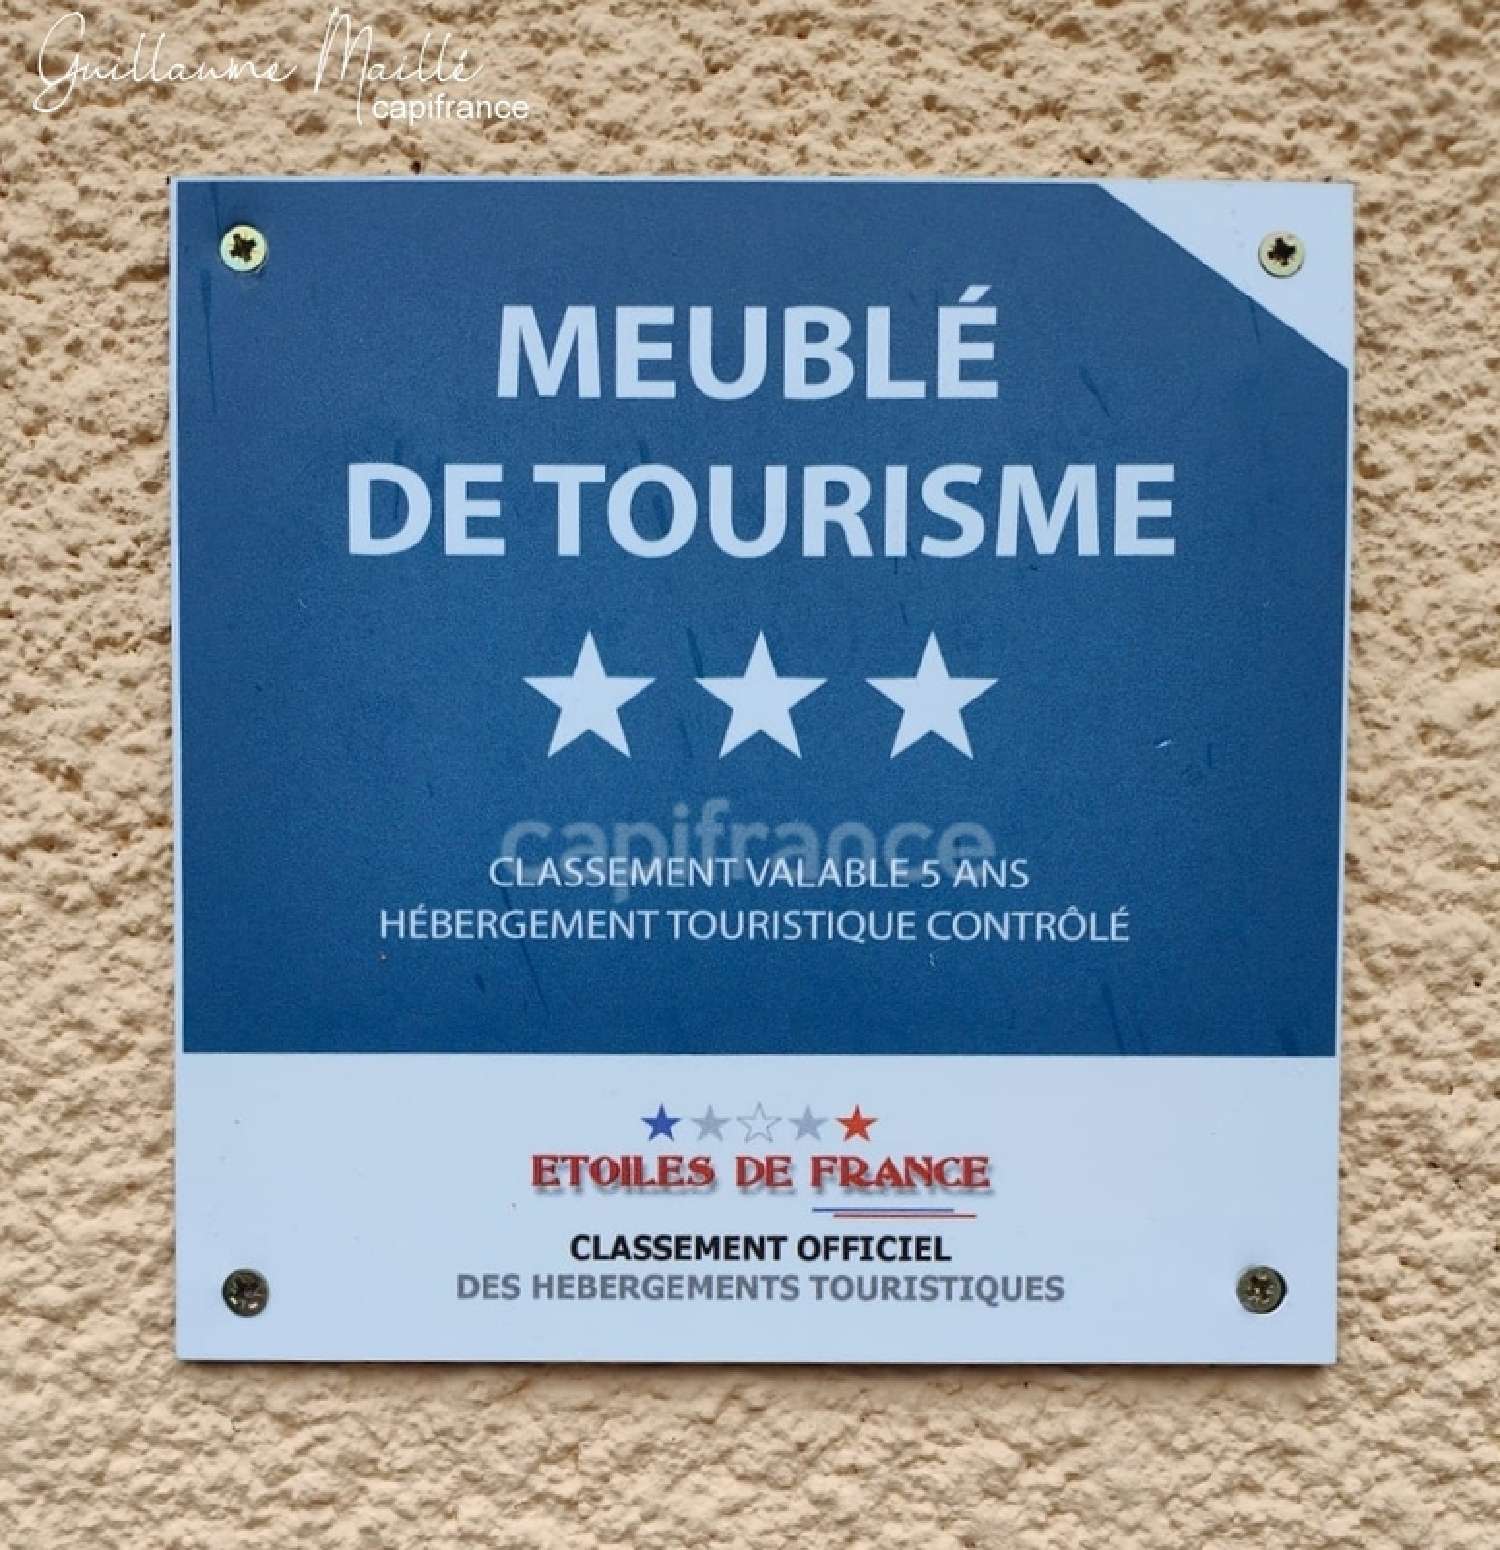 Guillaume Maillé
capifrance
MEUBLÉ
DE TOURISME
capifrance
CLASSEMENT VALABLE 5 ANS
HÉBERGEMENT TOURISTIQUE CONTRÔLÉ
ETOILES DE FRANCE
CLASSEMENT OFFICIEL
DES HEBERGEMENTS TOURISTIQUES